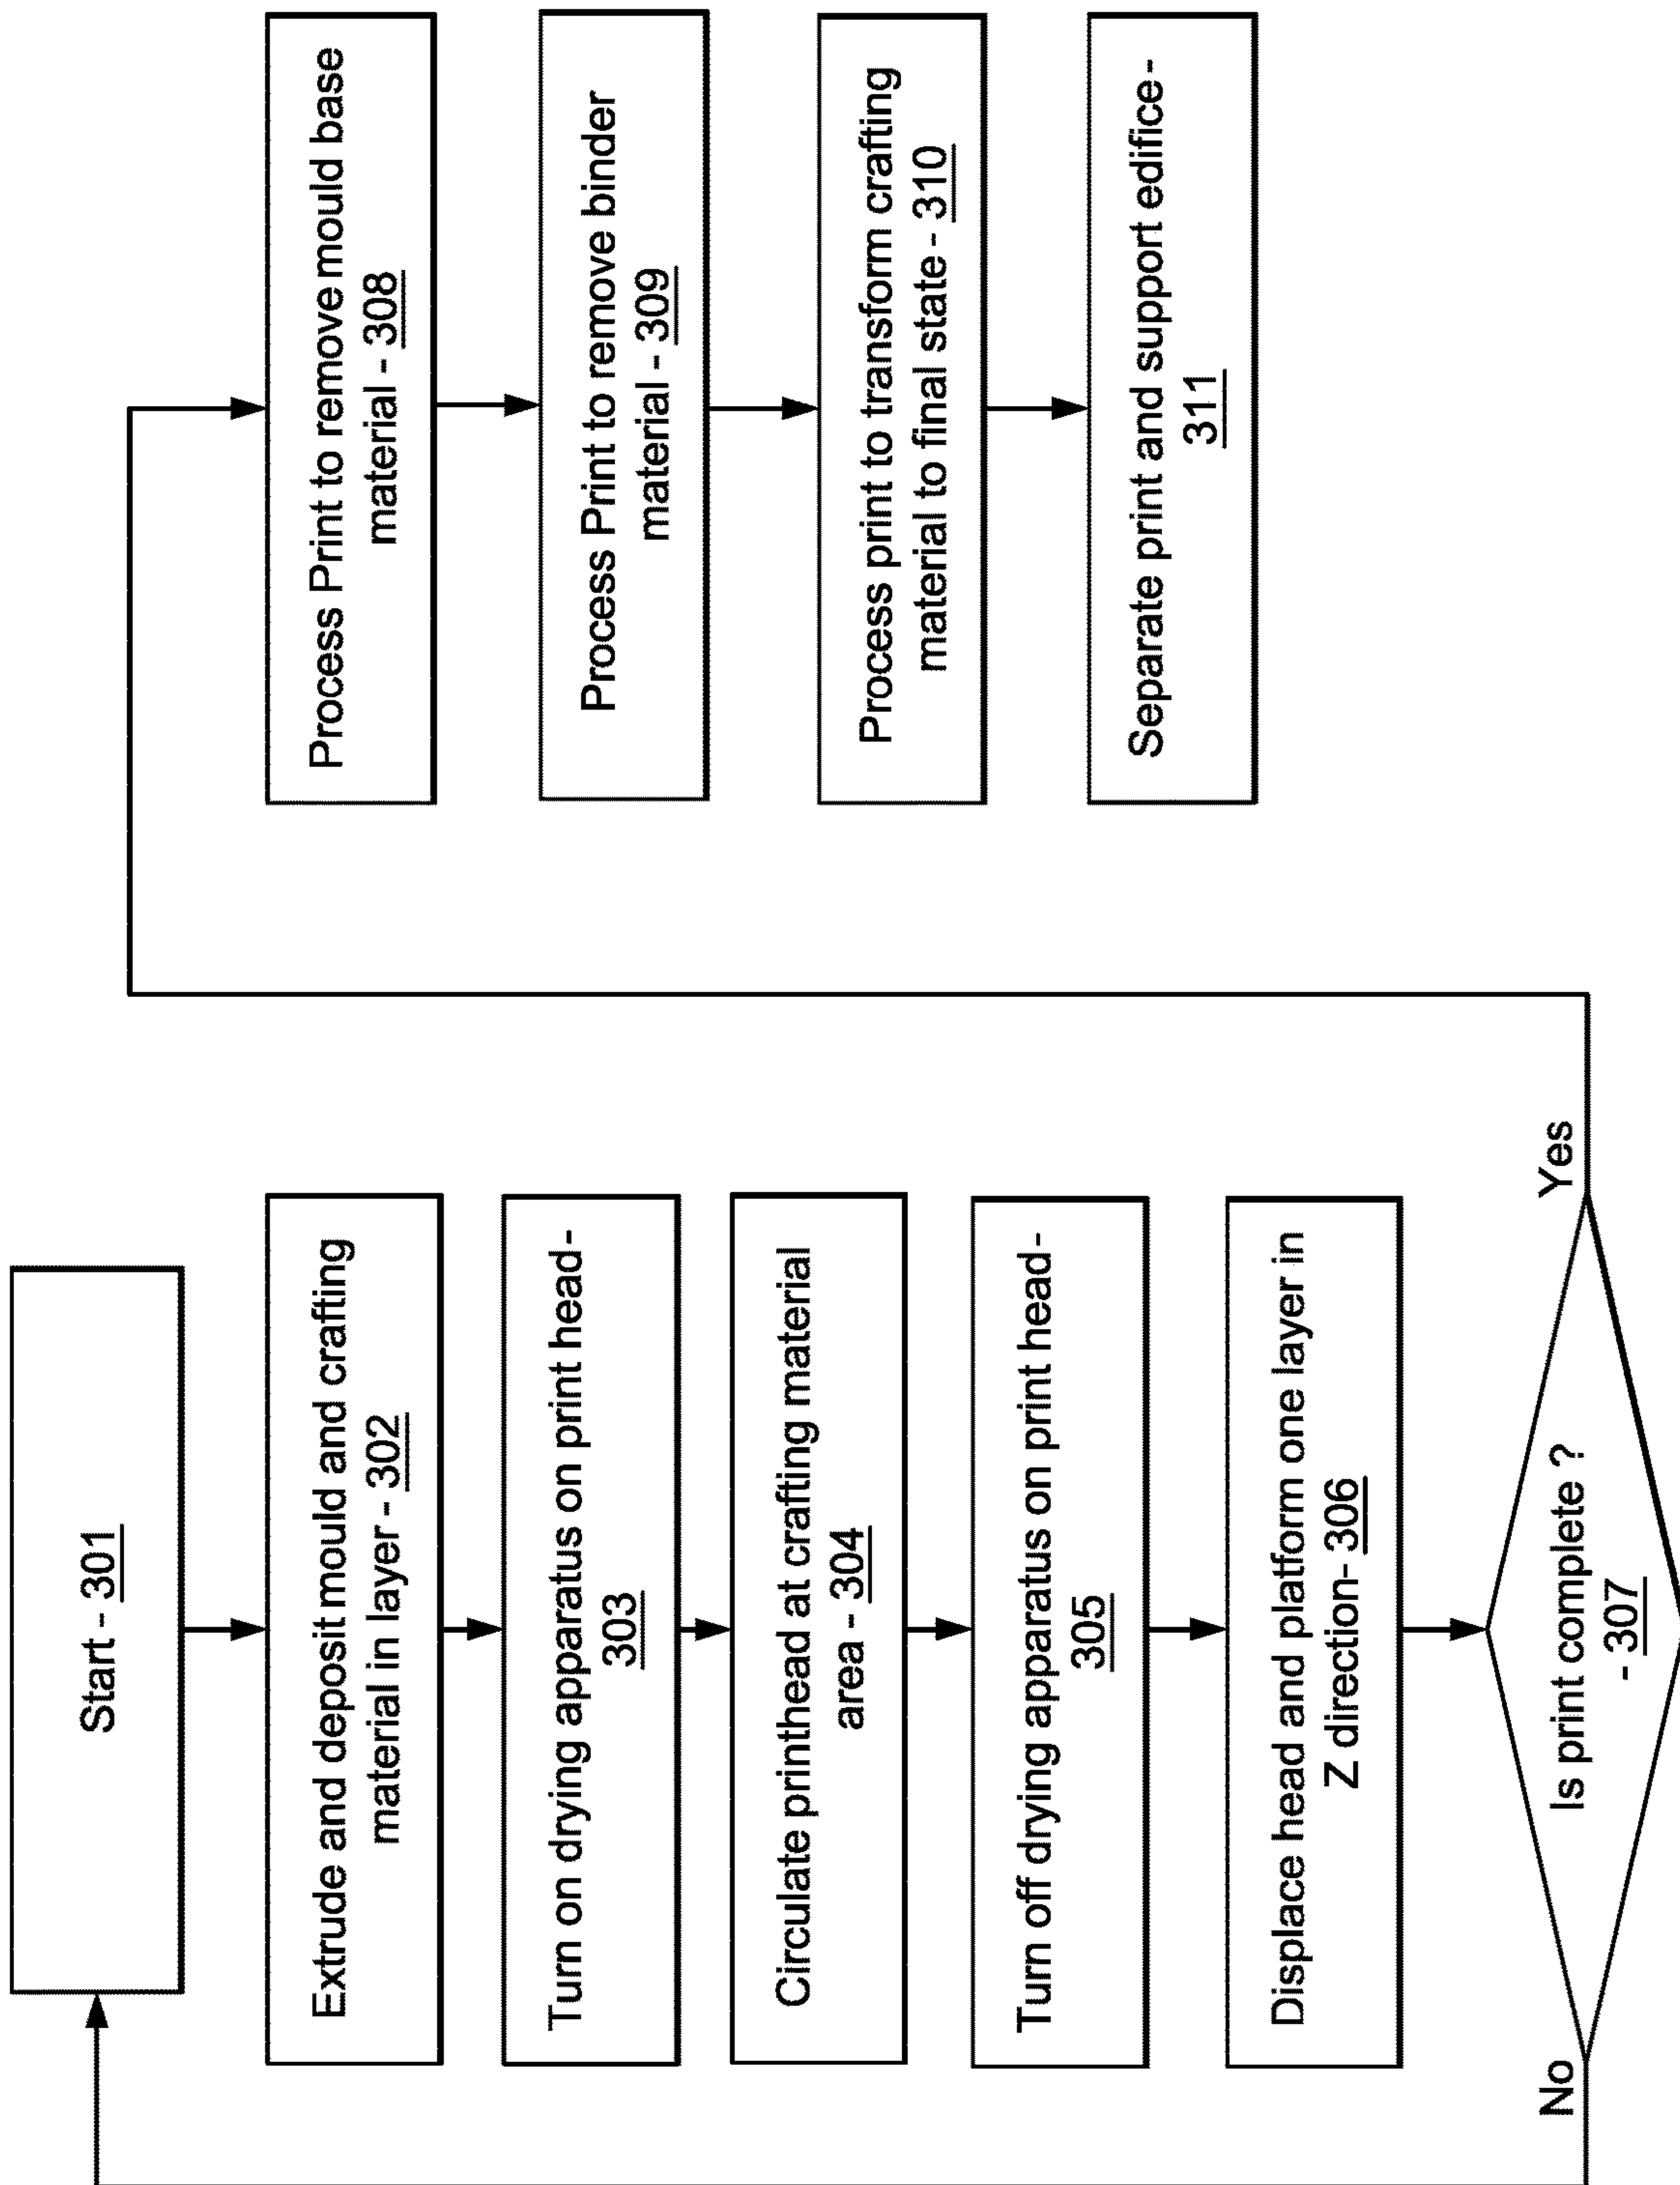 Start - 301
Extrude and deposit mould and crafting
material in layer - 302
Turn on drying apparatus on print head-
303
Circulate printhead at crafting material
area - 304
Turn off drying apparatus on print head-
305
Displace head and platform one layer in
Z direction- 306
Is print complete ?
- 307
No
Yes
Process Print to remove mould base
material - 308
Process Print to remove binder
material - 309
Process print to transform crafting
material to final state - 310
Separate print and support edifice-
311